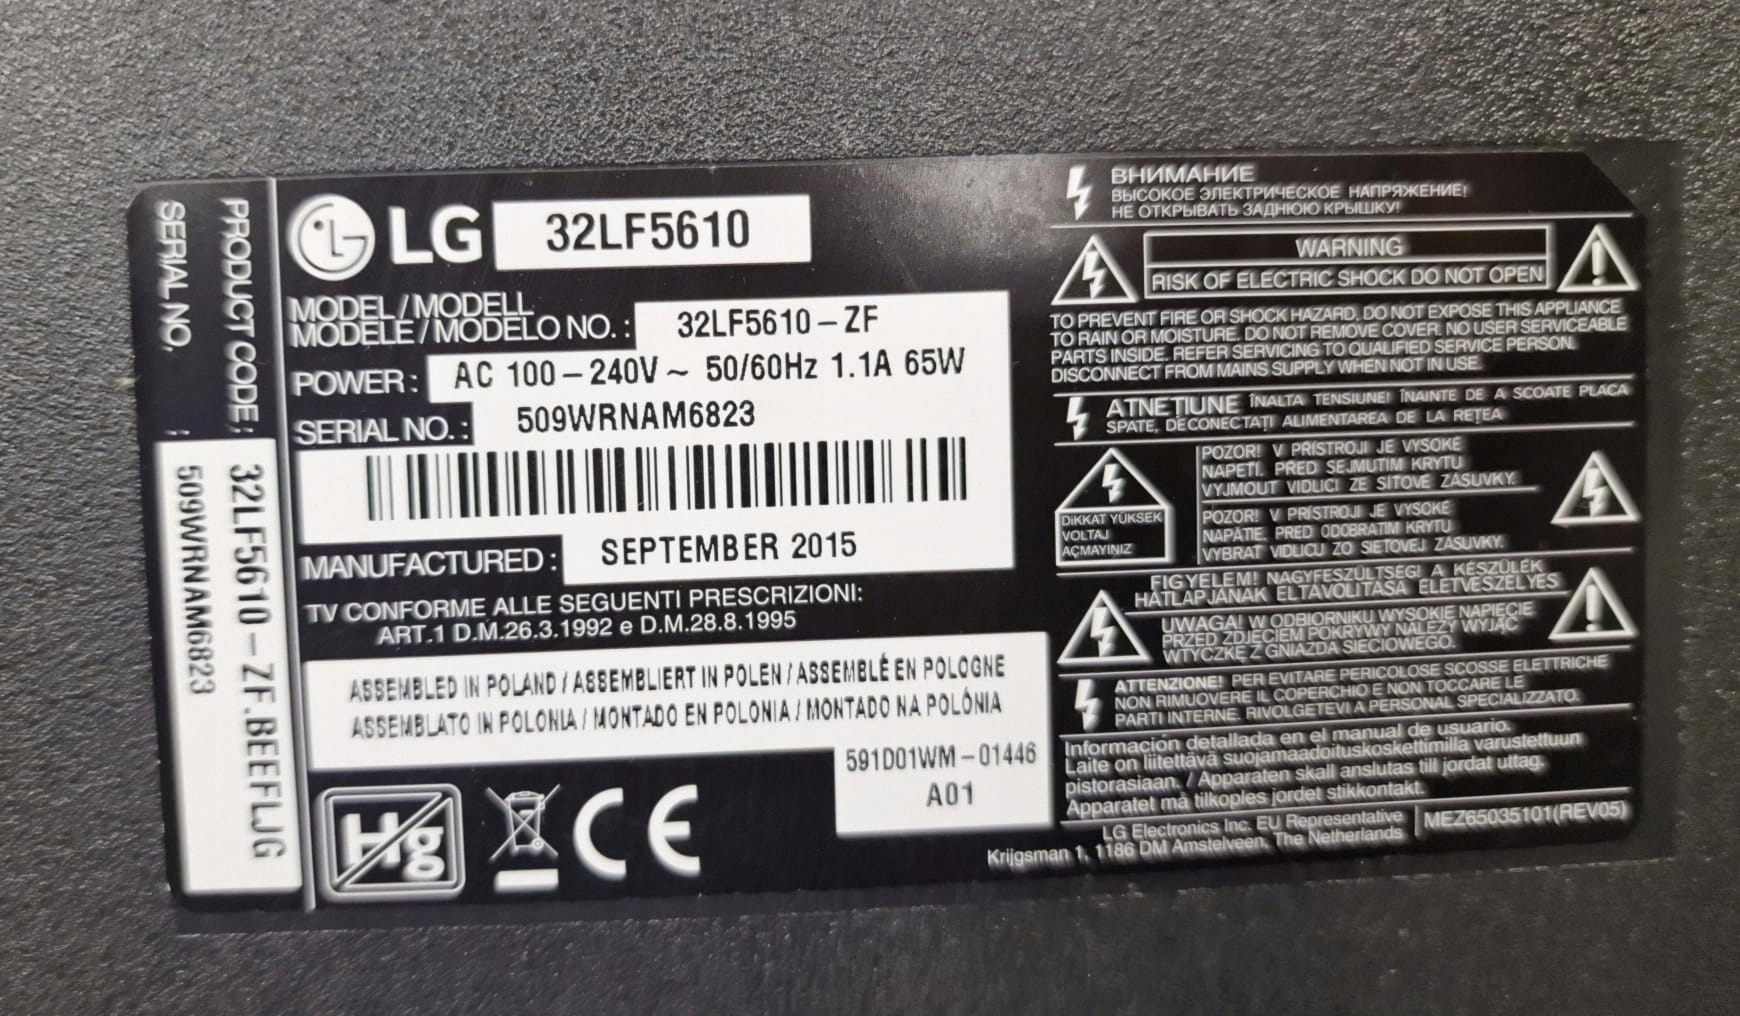 PRODUCT CODE: 32LF5610-ZF.BEEFLJG
SERIAL NO. : 509WRNAM6823
LG 32LF5610
MODEL/MODELL
MODÈLE/MODELO NO. : 32LF5610-ZF
POWER : AC 100-240V~ 50/60Hz 1.1A 65W
SERIAL NO. : 509WRNAM6823
MANUFACTURED : SEPTEMBER 2015
TV CONFORME ALLE SEGUENTI PRESCRIZIONI:
ART.1 D.M.26.3.1992 e D.M.28.8.1995
ASSEMBLED IN POLAND / ASSEMBLIERT IN POLEN / ASSEMBLÉ EN POLOGNE
ASSEMBLATO IN POLONIA / MONTADO EN POLONIA / MONTADO NA POLÓNIA
591D01WM-01446
A01
Hg
CE
ВНИМАНИЕ
ВЫСОКОЕ ЭЛЕКТРИЧЕСКОЕ НАПРЯЖЕНИЕ!
НЕ ОТКРЫВАТЬ ЗАДНЮЮ КРЫШКУ!
WARNING
RISK OF ELECTRIC SHOCK DO NOT OPEN
TO PREVENT FIRE OR SHOCK HAZARD, DO NOT EXPOSE THIS APPLIANCE
TO RAIN OR MOISTURE. DO NOT REMOVE COVER. NO USER SERVICEABLE
PARTS INSIDE. REFER SERVICING TO QUALIFIED SERVICE PERSON.
DISCONNECT FROM MAINS SUPPLY WHEN NOT IN USE.
ATNEȚIUNE ÎNALTA TENSIUNE! ÎNAINTE DE A SCOATE PLACA
SPATE, DECONECTAȚI ALIMENTAREA DE LA REȚEA
DİKKAT YÜKSEK
VOLTAJ
AÇMAYINIZ
POZOR! V PŘÍSTROJI JE VYSOKÉ
NAPĚTÍ. PŘED SEJMUTÍM KRYTU
VYJMOUT VIDLICI ZE SÍŤOVÉ ZÁSUVKY.
POZOR! V PRÍSTROJI JE VYSOKÉ
NAPÄTIE. PRED ODOBRATÍM KRYTU
VYBRAŤ VIDLICU ZO SIEŤOVEJ ZÁSUVKY.
FIGYELEM! NAGYFESZÜLTSÉG! A KÉSZÜLÉK
HÁTLAPJÁNAK ELTÁVOLÍTÁSA ÉLETVESZÉLYES
UWAGA! W ODBIORNIKU WYSOKIE NAPIĘCIE
PRZED ZDJĘCIEM POKRYWY NALEŻY WYJĄĆ
WTYCZKĘ Z GNIAZDA SIECIOWEGO.
ATTENZIONE! PER EVITARE PERICOLOSE SCOSSE ELETTRICHE
NON RIMUOVERE IL COPERCHIO E NON TOCCARE LE
PARTI INTERNE. RIVOLGETEVI A PERSONAL SPECIALIZZATO.
Información detallada en el manual de usuario.
Laite on liitettävä suojamaadoituskoskettimilla varustettuun
pistorasiaan. / Apparaten skall anslutas till jordat uttag.
Apparatet må tilkoples jordet stikkontakt.
LG Electronics Inc. EU Representative
Krijgsman 1, 1186 DM Amstelveen, The Netherlands
MEZ65035101(REV05)